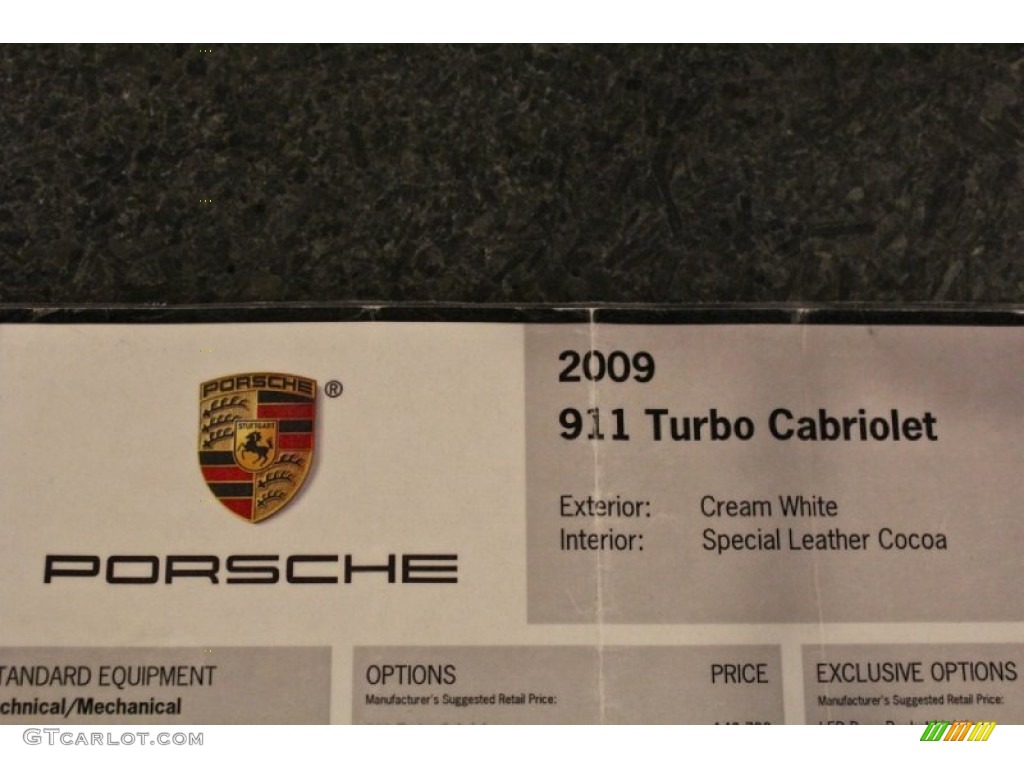 PORSCHE
STUTTGART
®
PORSCHE
2009
911 Turbo Cabriolet
Exterior: Cream White
Interior: Special Leather Cocoa
TANDARD EQUIPMENT
chnical/Mechanical
OPTIONS PRICE
Manufacturer's Suggested Retail Price:
EXCLUSIVE OPTIONS
Manufacturer's Suggested Retail Price:
GTCARLOT.COM